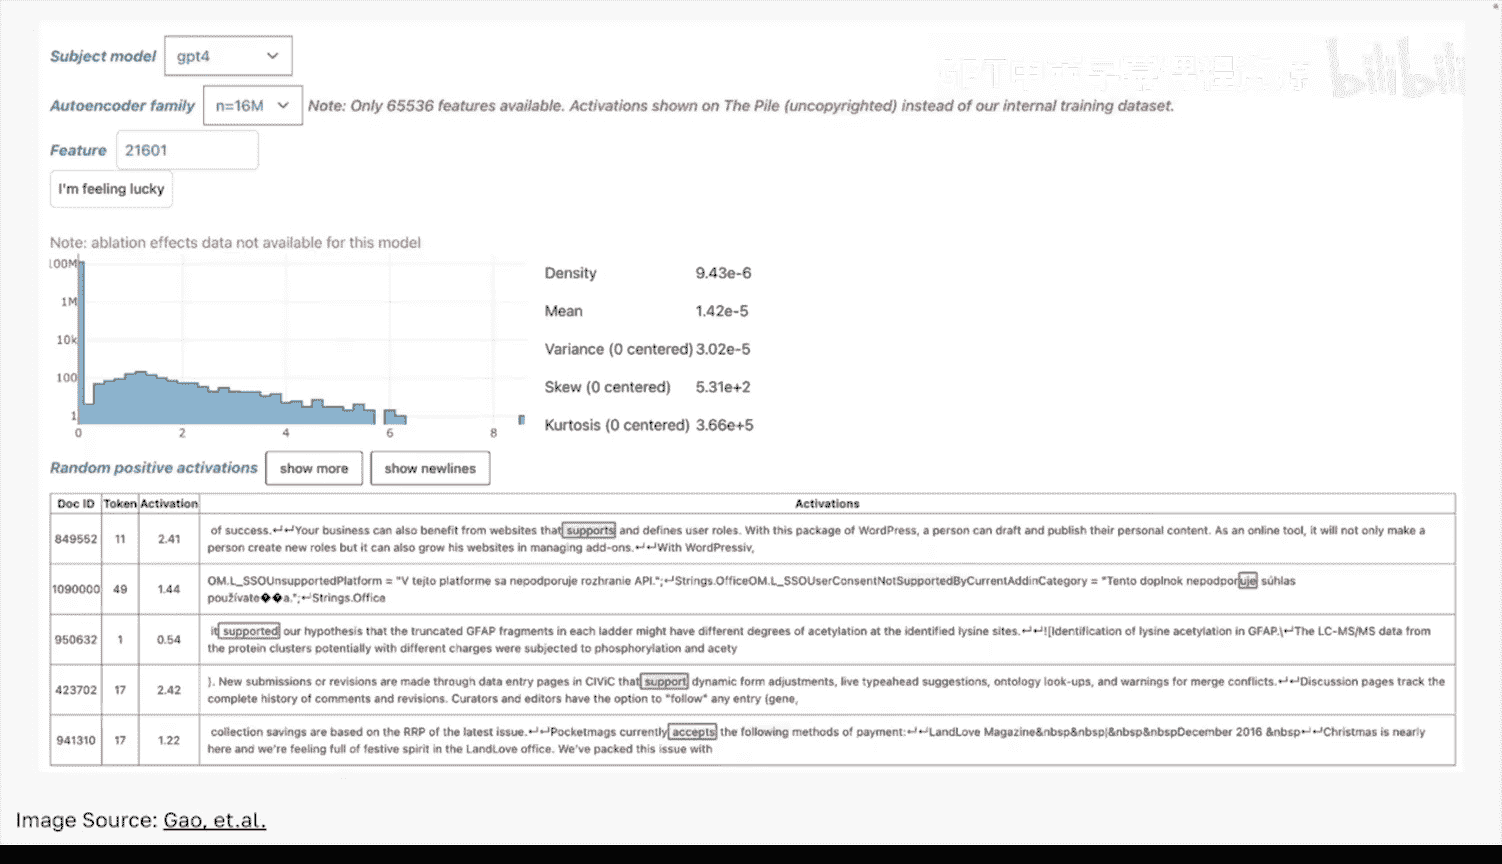 Subject model gpt4
Autoencoder family n=16M Note: Only 65536 features available. Activations shown on The Pile (uncopyrighted) instead of our internal training dataset.
Feature 21601
I'm feeling lucky
Note: ablation effects data not available for this model
100M
1M
10k
100
1
0 2 4 6 8
Density 9.43e-6
Mean 1.42e-5
Variance (0 centered) 3.02e-5
Skew (0 centered) 5.31e+2
Kurtosis (0 centered) 3.66e+5
Random positive activations show more show newlines
Doc ID Token Activation Activations
849552 11 2.41 of success.↵↵Your business can also benefit from websites that supports and defines user roles. With this package of WordPress, a person can draft and publish their personal content. As an online tool, it will not only make a
person create new roles but it can also grow his websites in managing add-ons.↵↵With WordPressiv,
1090000 49 1.44 OM.L_SSOUnsupportedPlatform = "V tejto platforme sa nepodporuje rozhranie API.";↵Strings.OfficeOM.L_SSOUserConsentNotSupportedByCurrentAddinCategory = "Tento doplnok nepodporuje súhlas
používate��a.";↵Strings.Office
950632 1 0.54 it supported our hypothesis that the truncated GFAP fragments in each ladder might have different degrees of acetylation at the identified lysine sites.↵↵![Identification of lysine acetylation in GFAP.\↵The LC-MS/MS data from
the protein clusters potentially with different charges were subjected to phosphorylation and acety
423702 17 2.42 ). New submissions or revisions are made through data entry pages in CIViC that support dynamic form adjustments, live typeahead suggestions, ontology look-ups, and warnings for merge conflicts.↵↵Discussion pages track the
complete history of comments and revisions. Curators and editors have the option to "follow" any entry (gene,
941310 17 1.22 collection savings are based on the RRP of the latest issue.↵↵Pocketmags currently accepts the following methods of payment:↵↵LandLove Magazine&nbsp&nbsp|&nbsp&nbspDecember 2016 &nbsp↵↵Christmas is nearly
here and we're feeling full of festive spirit in the LandLove office. We've packed this issue with
Image Source: Gao, et.al.
bilibili